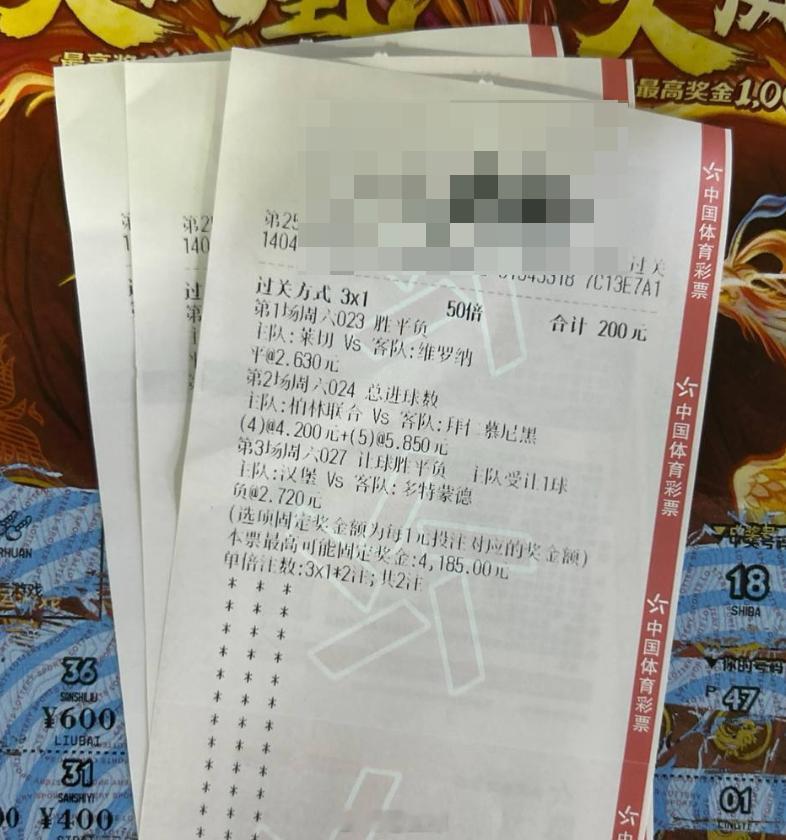 最高奖金1,00
第25
1404
过关
7C13E7A1
过关方式 3x1 50倍 合计 200元
第1场周六023 胜平负
主队:莱切 Vs 客队:维罗纳
平@2.630元
第2场周六024 总进球数
主队:柏林联合 Vs 客队:拜仁慕尼黑
(4)@4.200元+(5)@5.850元
第3场周六027 让球胜平负 主队受让1球
主队:汉堡 Vs 客队:多特蒙德
负@2.720元
(选项固定奖金额为每1元投注对应的奖金额)
本票最高可能固定奖金:4,185.00元
单倍注数:3x1*2注; 共2注
中国体育彩票
中国体育彩票
中国体育彩票
36
¥600
LIUBAI
31
SANSHIYI
¥400
18
SHIBA
你的号码
47
01